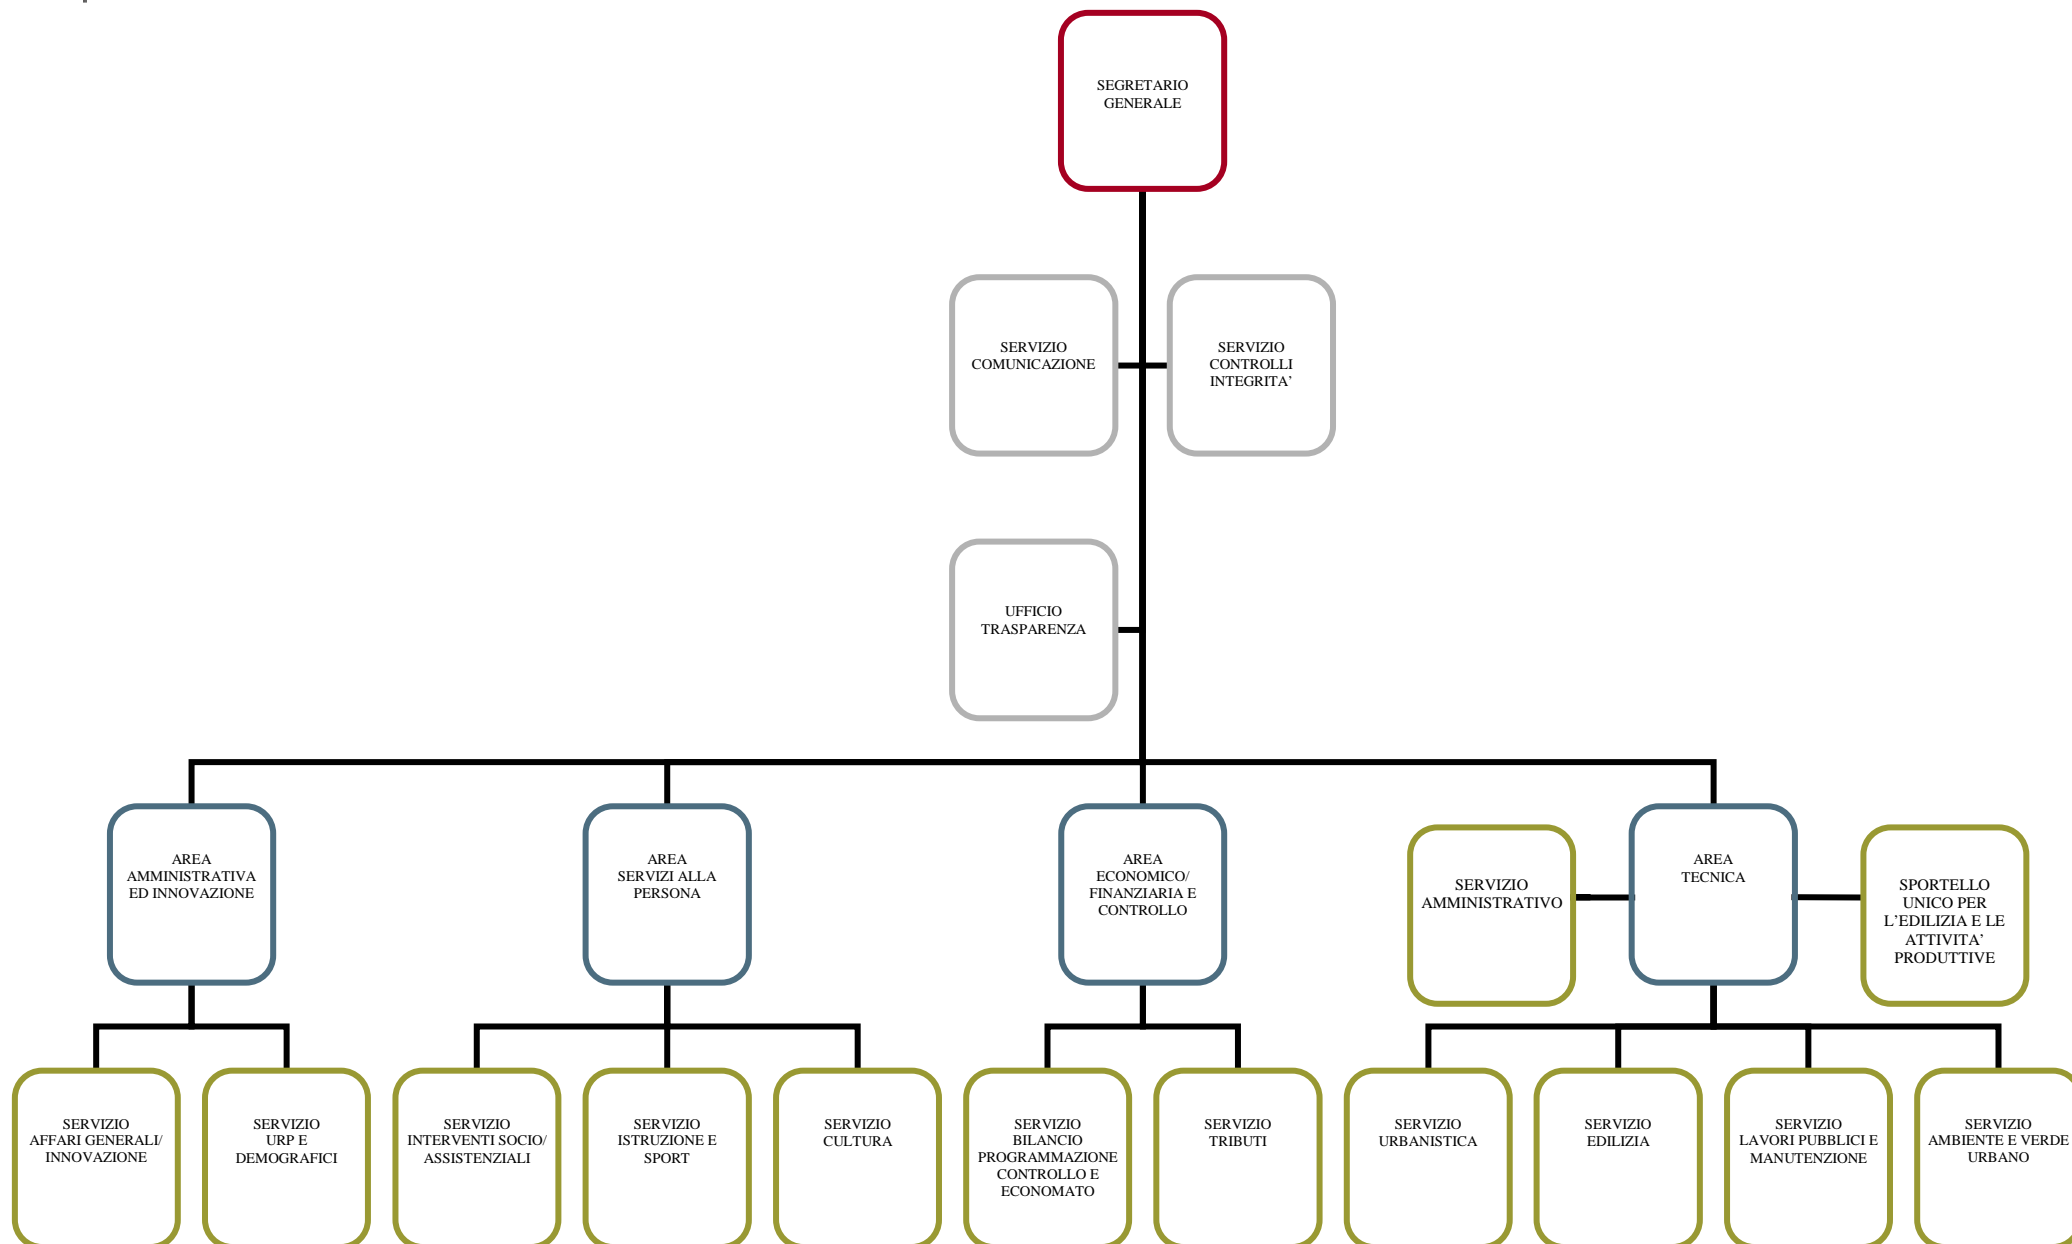 SEGRETARIO
GENERALE
SERVIZIO
COMUNICAZIONE
SERVIZIO
CONTROLLI
INTEGRITA’
UFFICIO
TRASPARENZA
AREA
AMMINISTRATIVA
ED INNOVAZIONE
AREA
SERVIZI ALLA
PERSONA
AREA
ECONOMICO/
FINANZIARIA E
CONTROLLO
SERVIZIO
AMMINISTRATIVO
AREA
TECNICA
SPORTELLO
UNICO PER
L’EDILIZIA E LE
ATTIVITA’
PRODUTTIVE
SERVIZIO
AFFARI GENERALI/
INNOVAZIONE
SERVIZIO
URP E
DEMOGRAFICI
SERVIZIO
INTERVENTI SOCIO/
ASSISTENZIALI
SERVIZIO
ISTRUZIONE E
SPORT
SERVIZIO
CULTURA
SERVIZIO
BILANCIO
PROGRAMMAZIONE
CONTROLLO E
ECONOMATO
SERVIZIO
TRIBUTI
SERVIZIO
URBANISTICA
SERVIZIO
EDILIZIA
SERVIZIO
LAVORI PUBBLICI E
MANUTENZIONE
SERVIZIO
AMBIENTE E VERDE
URBANO